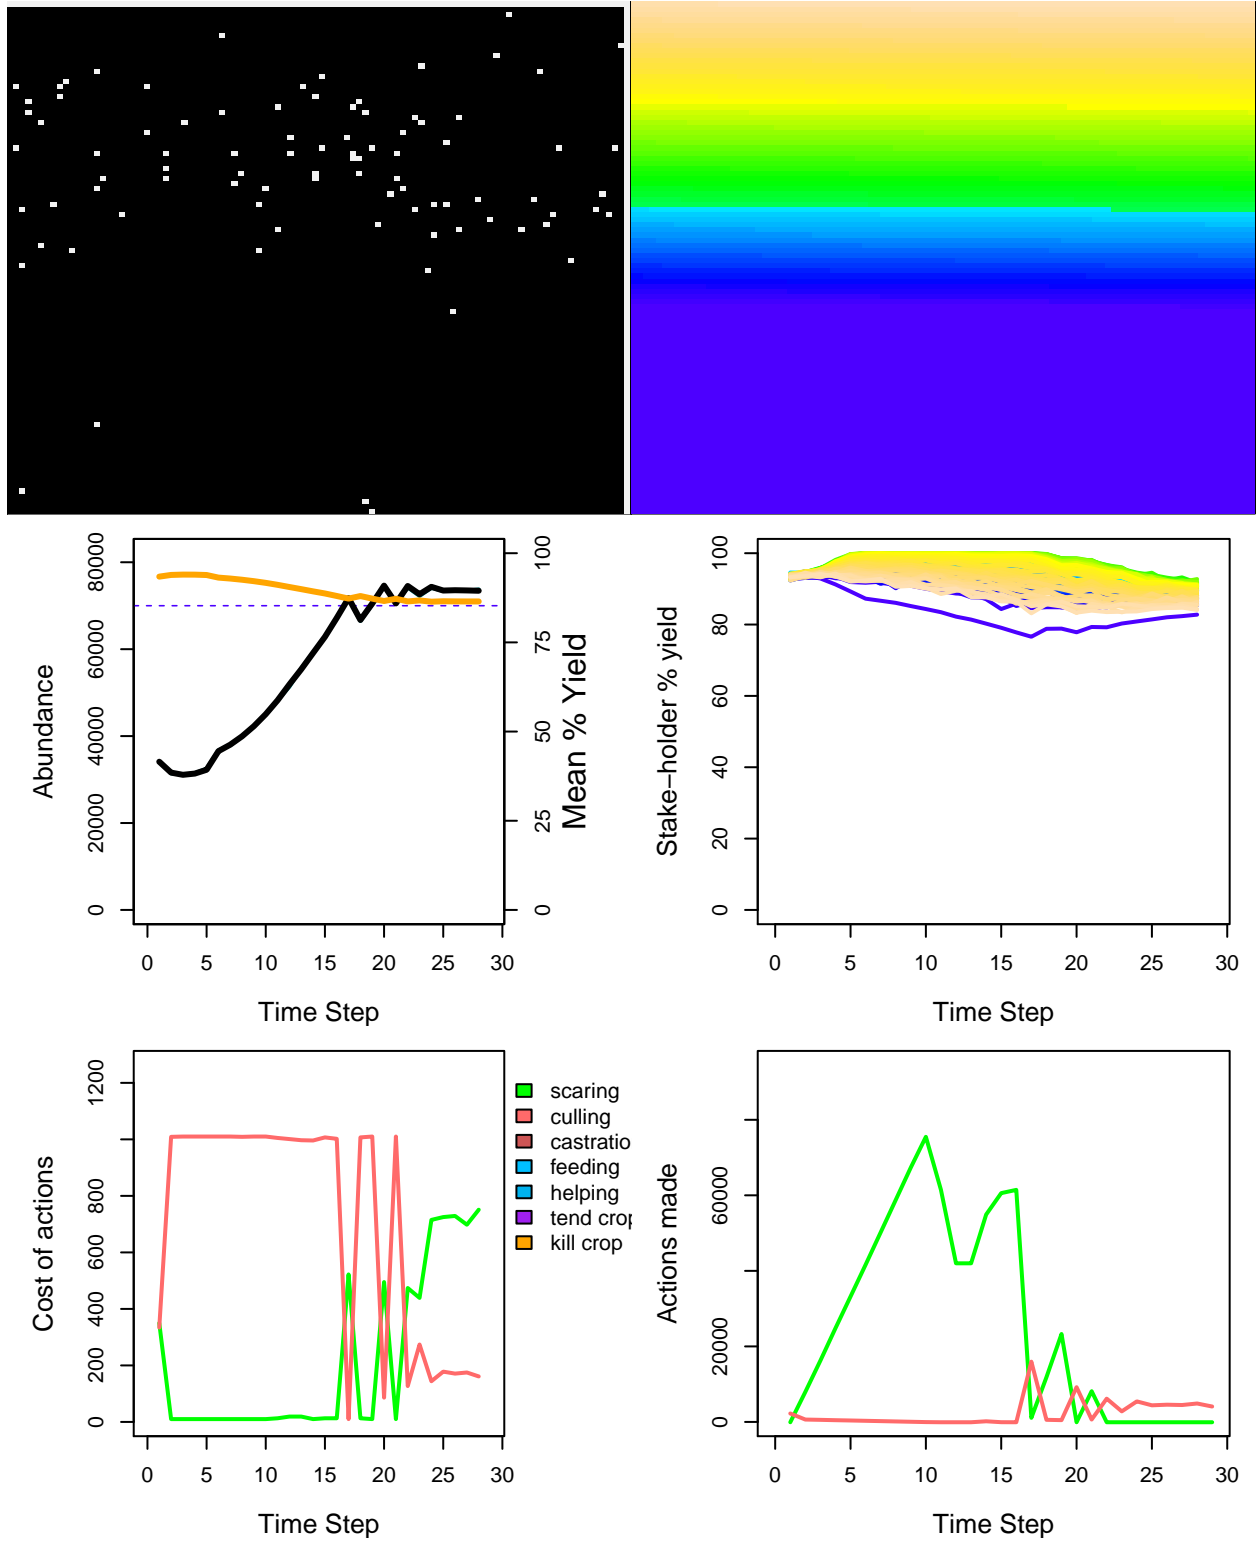 80000
60000
40000
20000
0
Abundance
100
75
50
25
0
Mean % Yield
0 5 10 15 20 25 30
Time Step
100
80
60
40
20
0
Stake−holder % yield
0 5 10 15 20 25 30
Time Step
1200
800
600
400
200
0
Cost of actions
0 5 10 15 20 25 30
Time Step
scaring
culling
castratio
feeding
helping
tend crop
kill crop
60000
20000
0
Actions made
0 5 10 15 20 25 30
Time Step